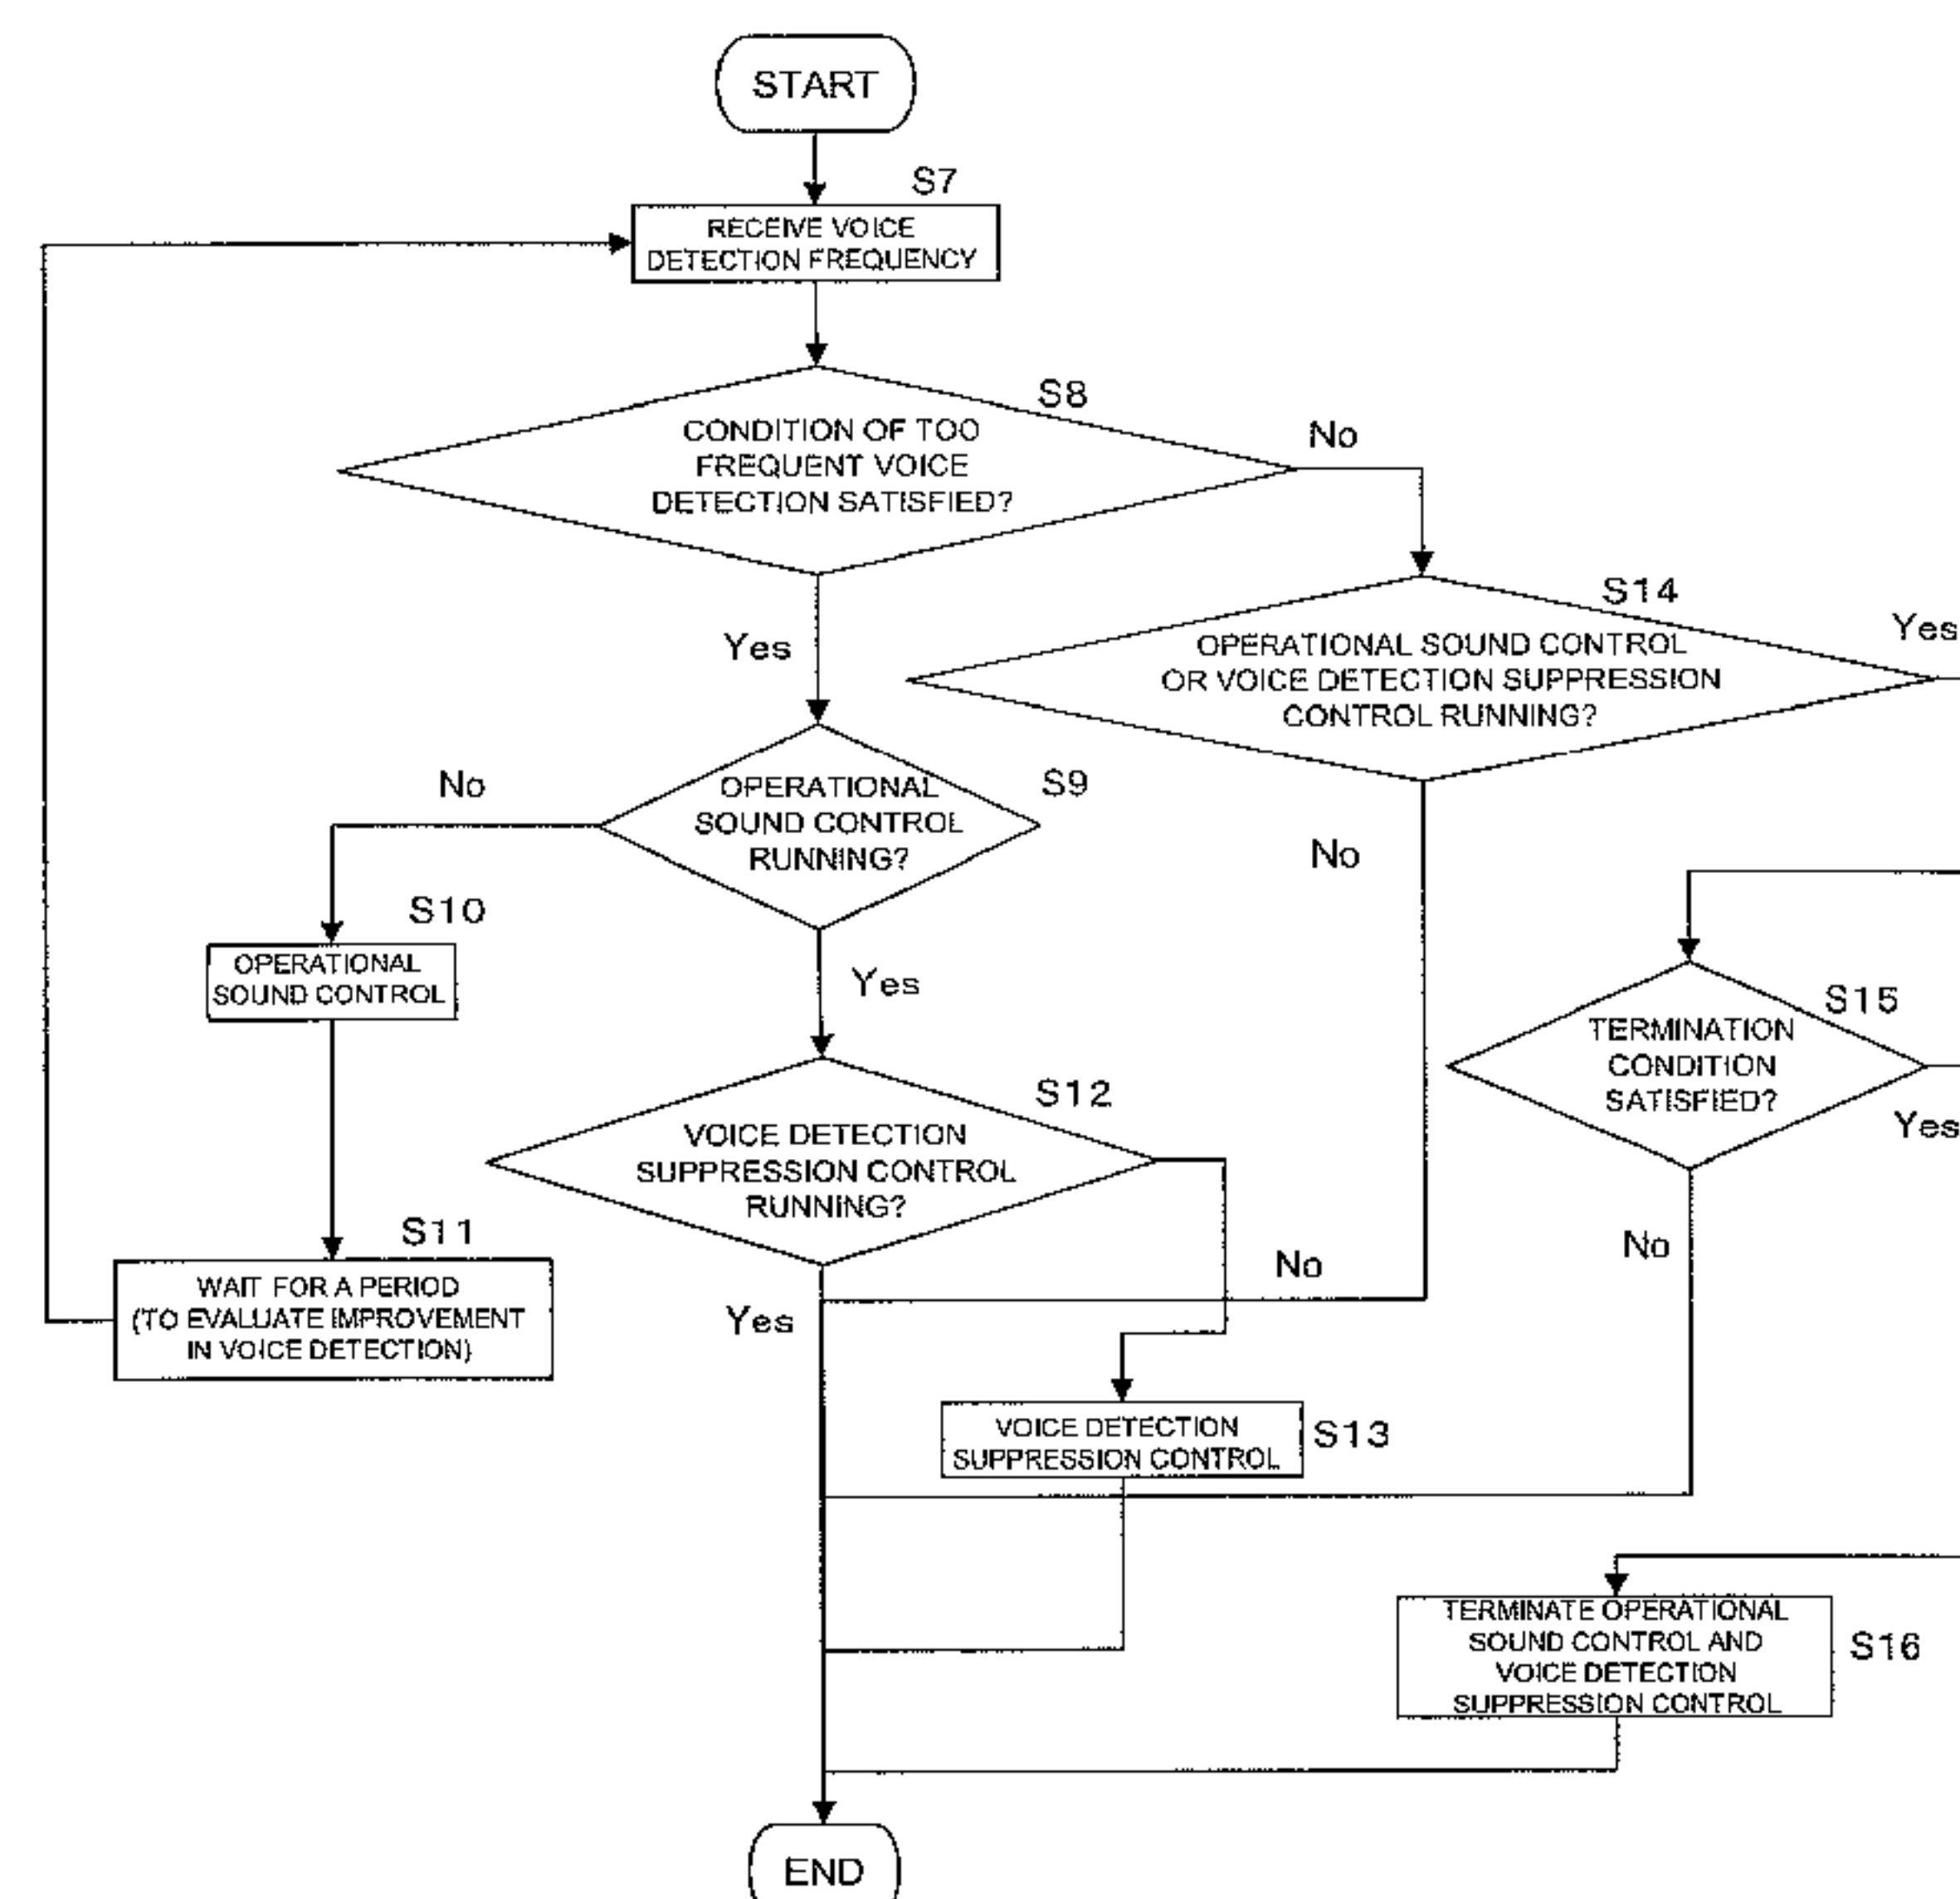 START
S7
RECEIVE VOICE
DETECTION FREQUENCY
S8
CONDITION OF TOO
FREQUENT VOICE
DETECTION SATISFIED?
No
Yes
S14
OPERATIONAL SOUND CONTROL
OR VOICE DETECTION SUPPRESSION
CONTROL RUNNING?
Yes
No
S9
OPERATIONAL
SOUND CONTROL
RUNNING?
No
Yes
S10
OPERATIONAL
SOUND CONTROL
S11
WAIT FOR A PERIOD
(TO EVALUATE IMPROVEMENT
IN VOICE DETECTION)
S12
VOICE DETECTION
SUPPRESSION CONTROL
RUNNING?
No
Yes
S13
VOICE DETECTION
SUPPRESSION CONTROL
S15
TERMINATION
CONDITION
SATISFIED?
Yes
No
S16
TERMINATE OPERATIONAL
SOUND CONTROL AND
VOICE DETECTION
SUPPRESSION CONTROL
END